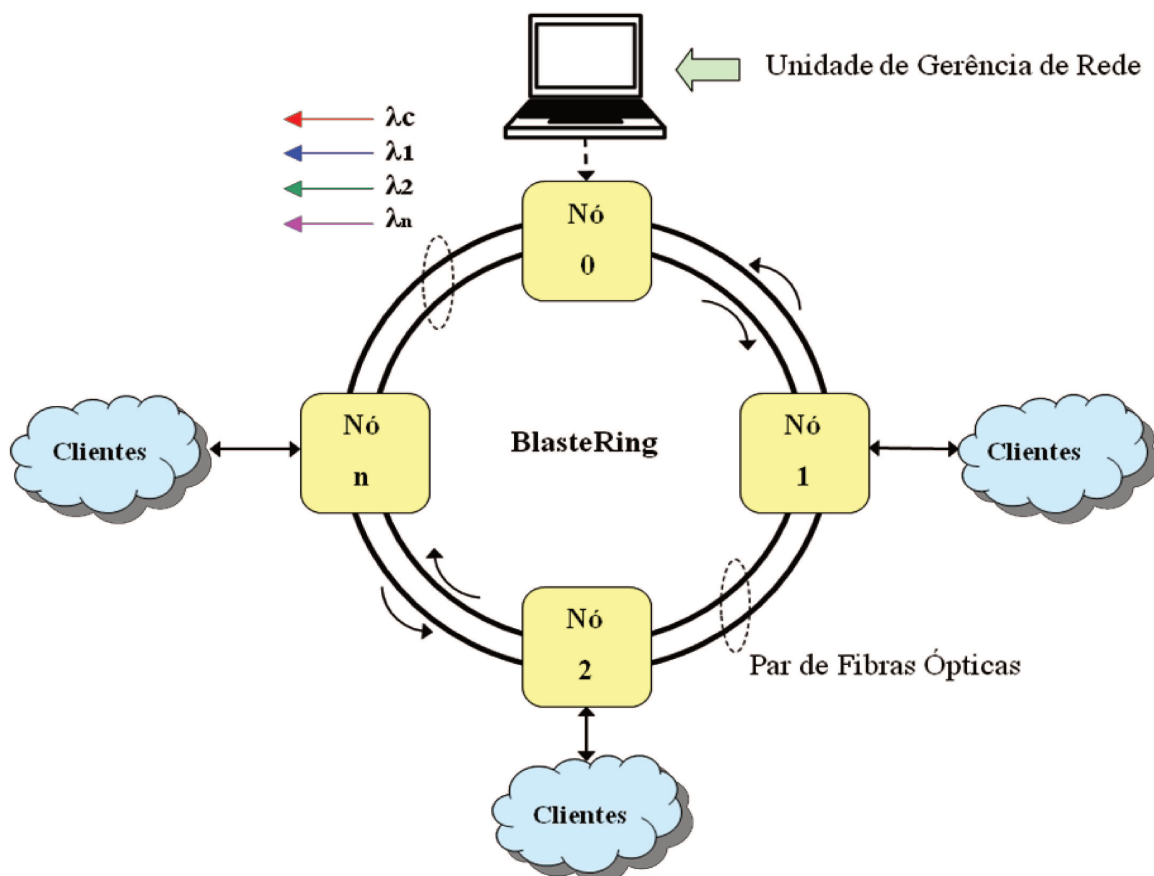 Unidade de Gerência de Rede
λc
λ1
λ2
λn
Nó
0
Clientes
Nó
n
BlasteRing
Nó
1
Clientes
Nó
2
Par de Fibras Ópticas
Clientes